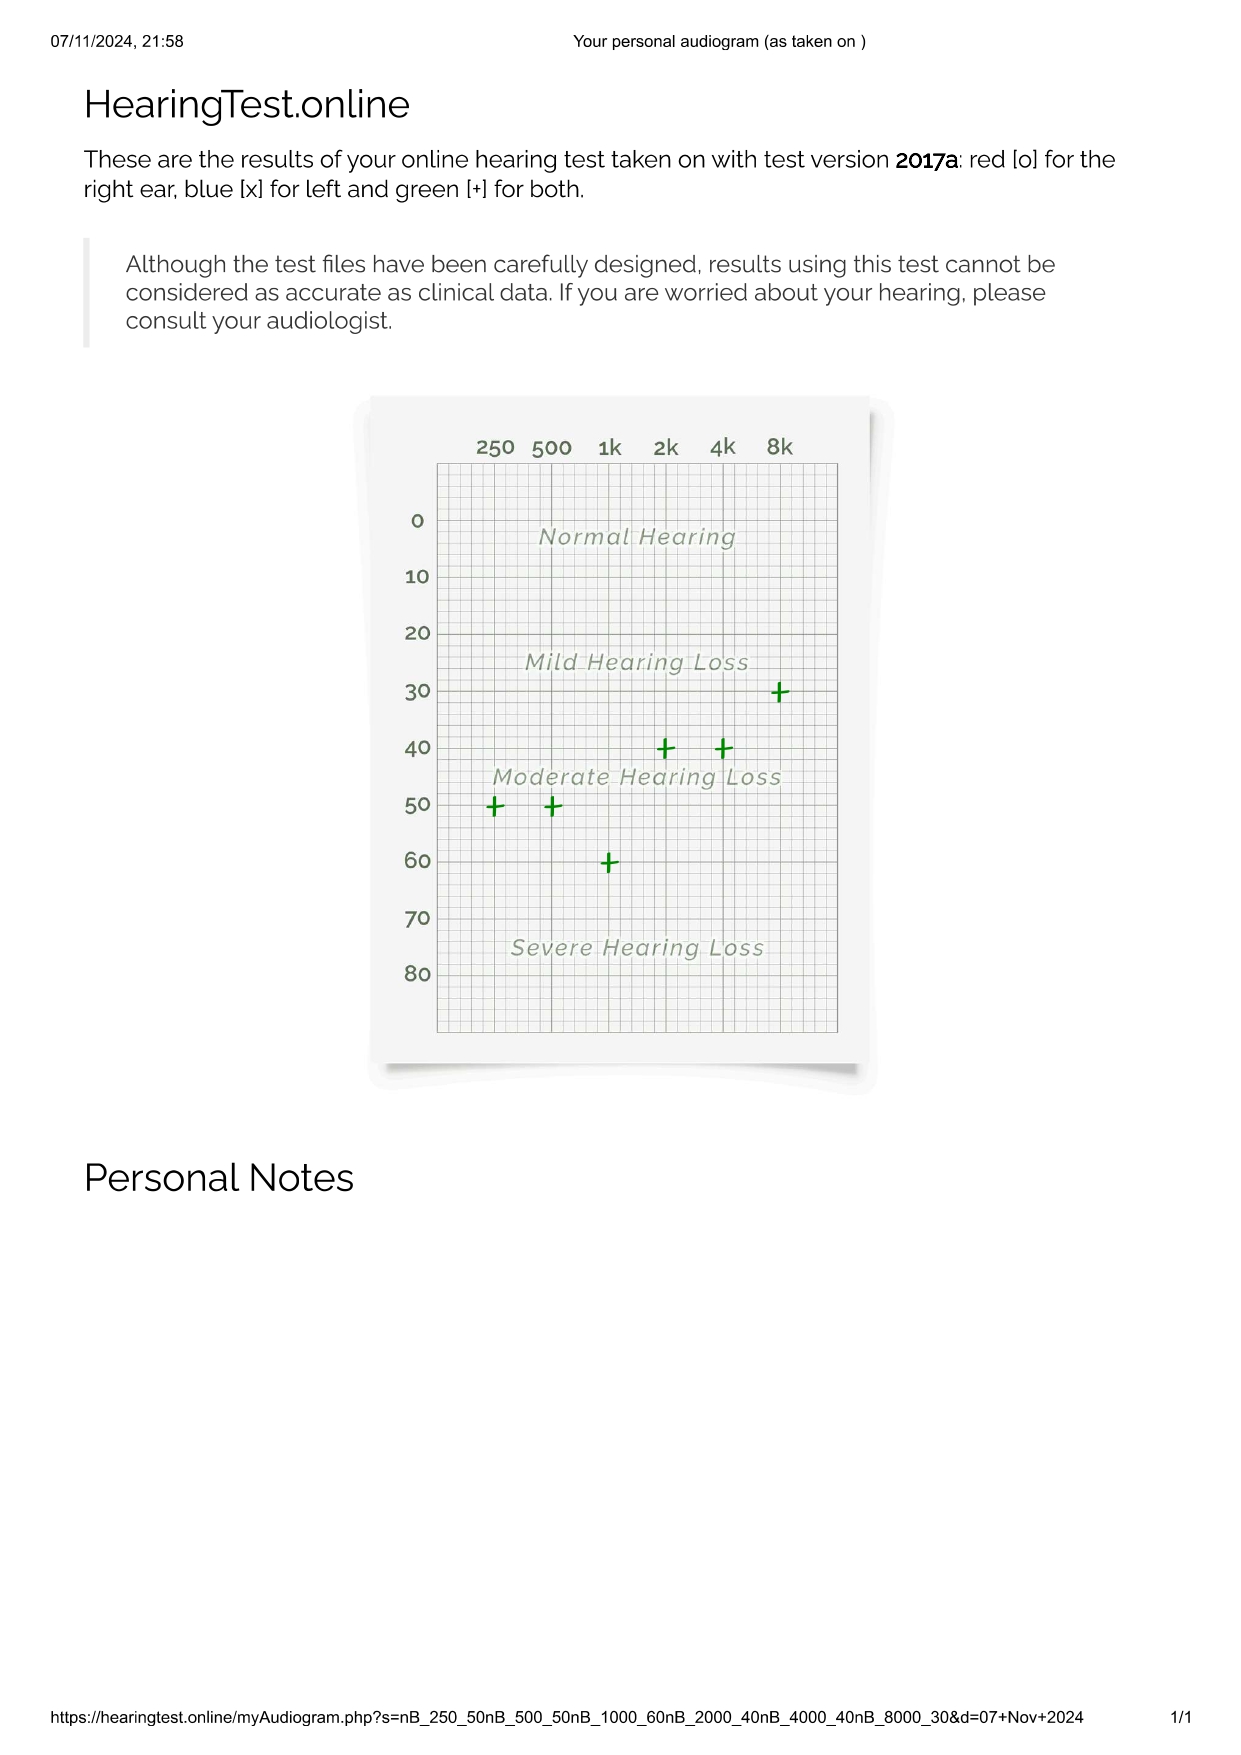 07/11/2024, 21:58 Your personal audiogram (as taken on )
HearingTest.online
These are the results of your online hearing test taken on with test version 2017a: red [o] for the
right ear, blue [x] for left and green [+] for both.
Although the test files have been carefully designed, results using this test cannot be
considered as accurate as clinical data. If you are worried about your hearing, please
consult your audiologist.
250 500 1k 2k 4k 8k
0
Normal Hearing
10
20
Mild Hearing Loss
30
40
Moderate Hearing Loss
50
60
70
Severe Hearing Loss
80
Personal Notes
https://hearingtest.online/myAudiogram.php?s=nB_250_50nB_500_50nB_1000_60nB_2000_40nB_4000_40nB_8000_30&d=07+Nov+2024 1/1